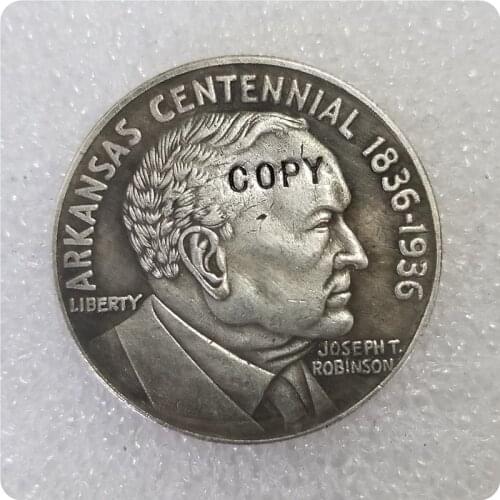 ARKANSAS CENTENNIAL 1836-1936
COPY
LIBERTY
JOSEPH T.
ROBINSON